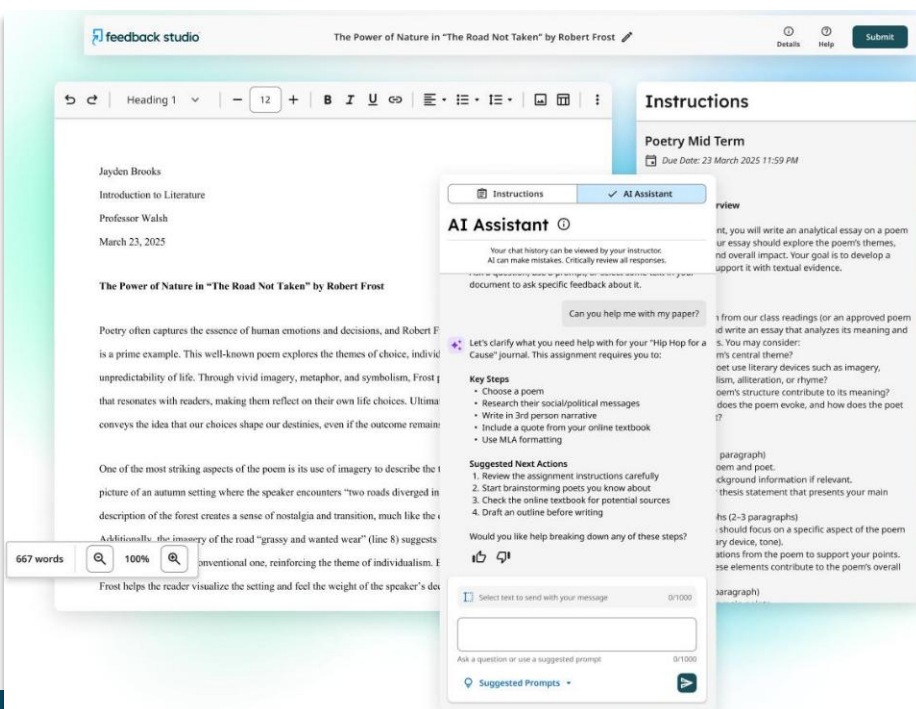 feedback studio
The Power of Nature in "The Road Not Taken" by Robert Frost
Details
Help
Submit
Heading 1
12
B I U
Jayden Brooks
Introduction to Literature
Professor Walsh
March 23, 2025
The Power of Nature in "The Road Not Taken" by Robert Frost
Poetry often captures the essence of human emotions and decisions, and Robert F
is a prime example. This well-known poem explores the themes of choice, individ
unpredictability of life. Through vivid imagery, metaphor, and symbolism, Frost p
that resonates with readers, making them reflect on their own life choices. Ultima
conveys the idea that our choices shape our destinies, even if the outcome remain
One of the most striking aspects of the poem is its use of imagery to describe the
picture of an autumn setting where the speaker encounters "two roads diverged in
description of the forest creates a sense of nostalgia and transition, much like the
Additionally, the imagery of the road "grassy and wanted wear" (line 8) suggests
onventional one, reinforcing the theme of individualism.
Frost helps the reader visualize the setting and feel the weight of the speaker's dec
667 words
100%
Instructions
AI Assistant
AI Assistant
Your chat history can be viewed by your instructor.
AI can make mistakes. Critically review all responses.
document to ask specific feedback about it.
Can you help me with my paper?
Let's clarify what you need help with for your "Hip Hop for a
Cause" journal. This assignment requires you to:
Key Steps
• Choose a poem
• Research their social/political messages
• Write in 3rd person narrative
• Include a quote from your online textbook
• Use MLA formatting
Suggested Next Actions
1. Review the assignment instructions carefully
2. Start brainstorming poets you know about
3. Check the online textbook for potential sources
4. Draft an outline before writing
Would you like help breaking down any of these steps?
Select text to send with your message 0/1000
Ask a question or use a suggested prompt 0/1000
Suggested Prompts
Instructions
Poetry Mid Term
Due Date: 23 March 2025 11:59 PM
rview
nt, you will write an analytical essay on a poem
ur essay should explore the poem's themes,
nd overall impact. Your goal is to develop a
upport it with textual evidence.
n from our class readings (or an approved poem
nd write an essay that analyzes its meaning and
s. You may consider:
m's central theme?
oet use literary devices such as imagery,
lism, alliteration, or rhyme?
oem's structure contribute to its meaning?
does the poem evoke, and how does the poet
t?
paragraph)
oem and poet.
ckground information if relevant.
thesis statement that presents your main
hs (2–3 paragraphs)
should focus on a specific aspect of the poem
ary device, tone).
ations from the poem to support your points.
ese elements contribute to the poem's overall
paragraph)